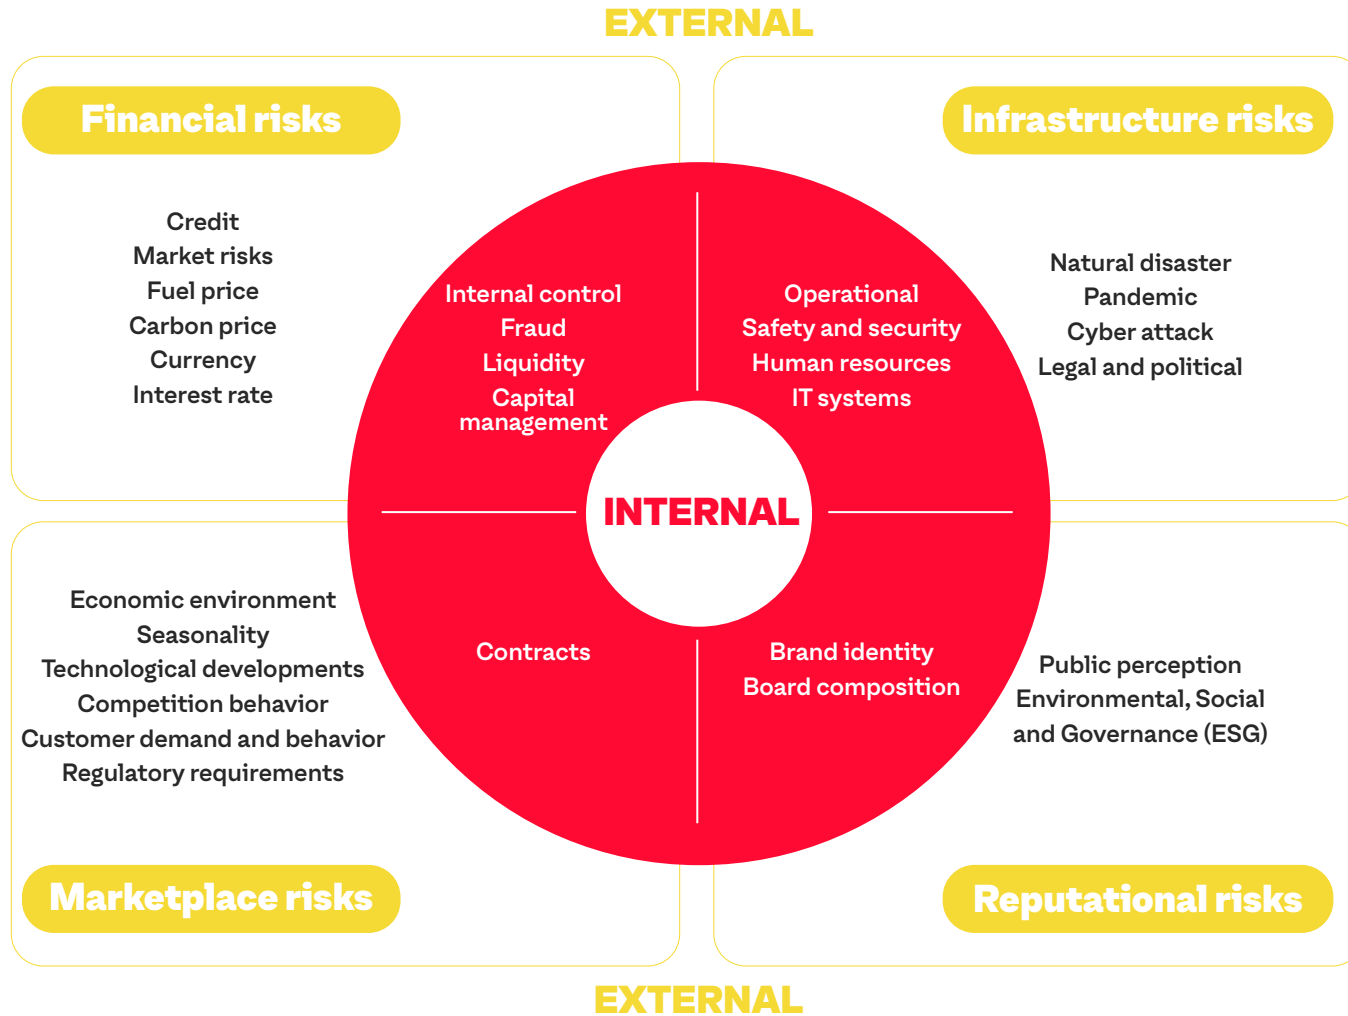 EXTERNAL
Financial risks
Credit
Market risks
Fuel price
Carbon price
Currency
Interest rate
Internal control
Fraud
Liquidity
Capital
management
Operational
Safety and security
Human resources
IT systems
Infrastructure risks
Natural disaster
Pandemic
Cyber attack
Legal and political
INTERNAL
Economic environment
Seasonality
Technological developments
Competition behavior
Customer demand and behavior
Regulatory requirements
Marketplace risks
Contracts
Brand identity
Board composition
Public perception
Environmental, Social
and Governance (ESG)
Reputational risks
EXTERNAL